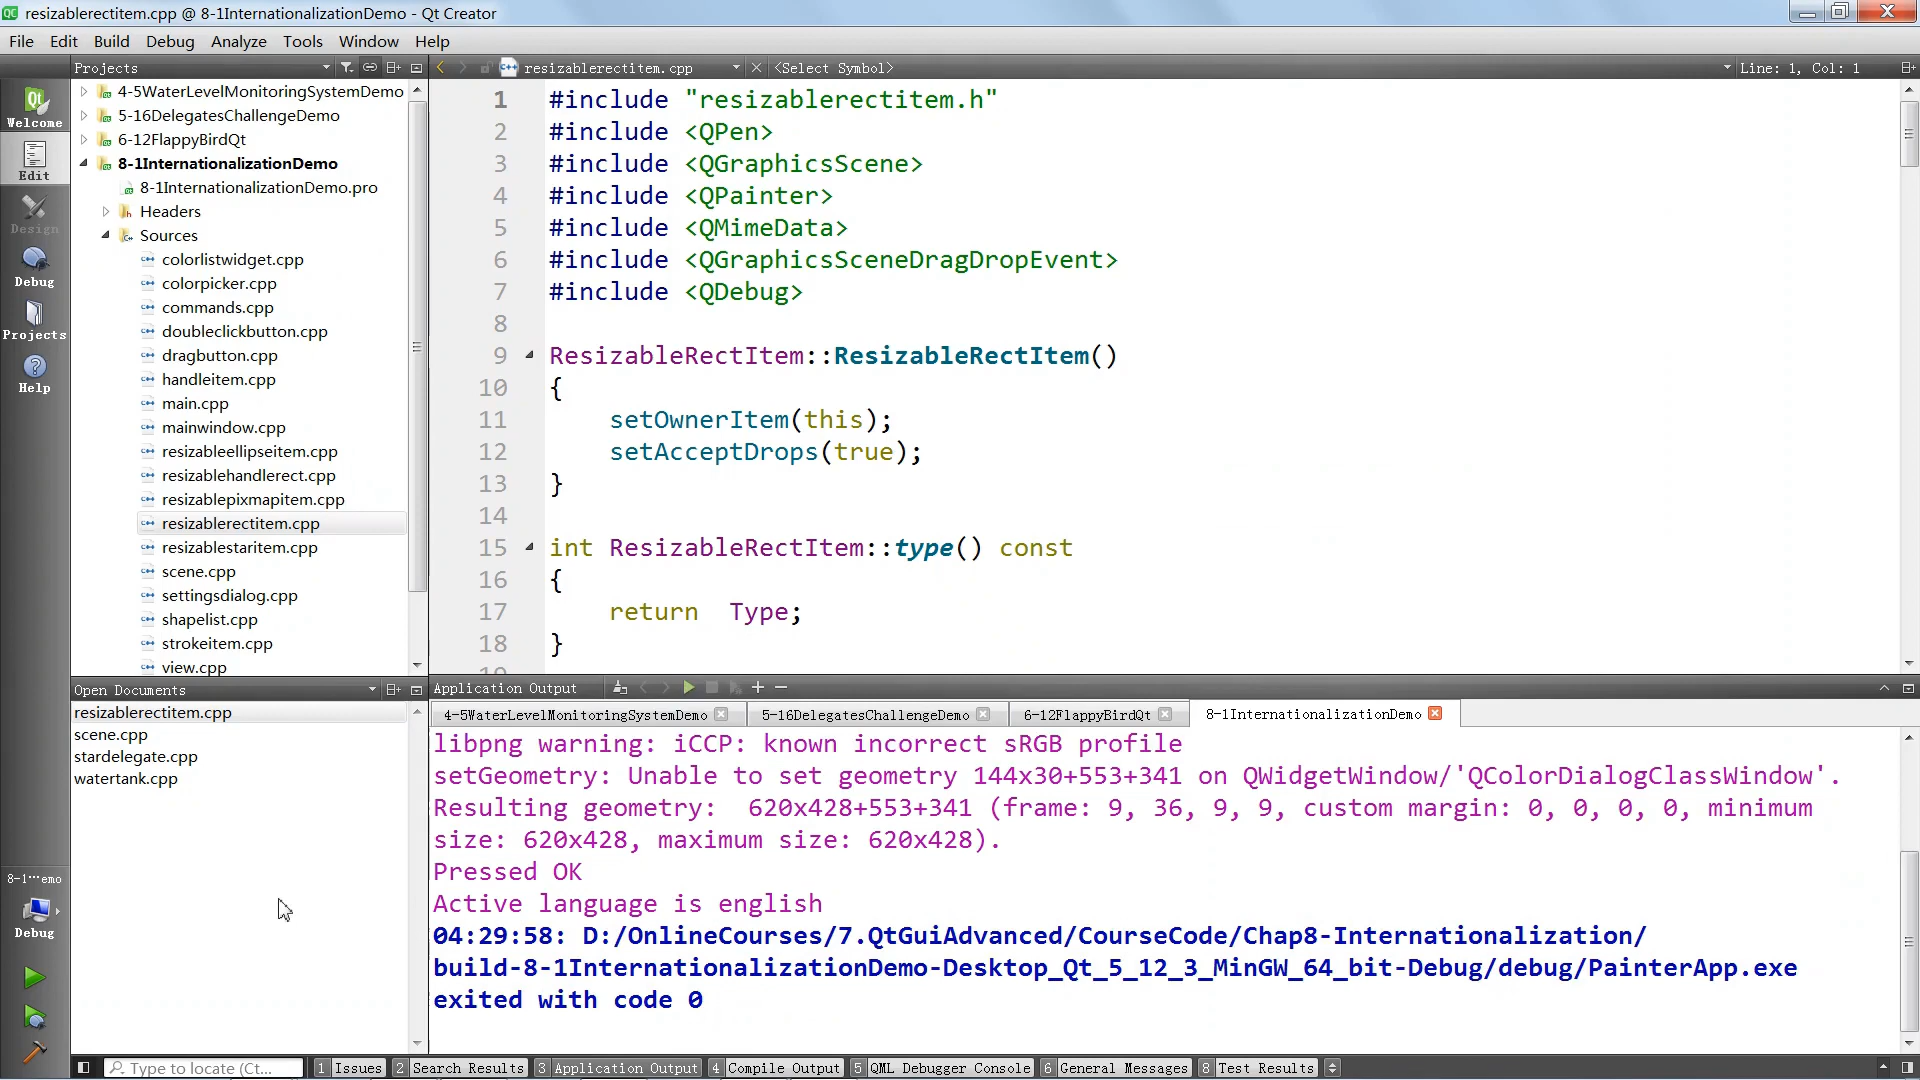 resizablerectitem.cpp @ 8-1InternationalizationDemo - Qt Creator
File Edit Build Debug Analyze Tools Window Help
Projects
resizablerectitem.cpp
<Select Symbol>
Line: 1, Col: 1
Welcome
Edit
Design
Debug
Projects
Help
4-5WaterLevelMonitoringSystemDemo
5-16DelegatesChallengeDemo
6-12FlappyBirdQt
8-1InternationalizationDemo
8-1InternationalizationDemo.pro
Headers
Sources
colorlistwidget.cpp
colorpicker.cpp
commands.cpp
doubleclickbutton.cpp
dragbutton.cpp
handleitem.cpp
main.cpp
mainwindow.cpp
resizableellipseitem.cpp
resizablehandlerect.cpp
resizablepixmapitem.cpp
resizablerectitem.cpp
resizablestaritem.cpp
scene.cpp
settingsdialog.cpp
shapelist.cpp
strokeitem.cpp
view.cpp
1 #include "resizablerectitem.h"
2 #include <QPen>
3 #include <QGraphicsScene>
4 #include <QPainter>
5 #include <QMimeData>
6 #include <QGraphicsSceneDragDropEvent>
7 #include <QDebug>
8
9 ResizableRectItem::ResizableRectItem()
10 {
11     setOwnerItem(this);
12     setAcceptDrops(true);
13 }
14
15 int ResizableRectItem::type() const
16 {
17     return  Type;
18 }
Open Documents
resizablerectitem.cpp
scene.cpp
stardelegate.cpp
watertank.cpp
8-1···emo
Debug
Application Output
4-5WaterLevelMonitoringSystemDemo
5-16DelegatesChallengeDemo
6-12FlappyBirdQt
8-1InternationalizationDemo
libpng warning: iCCP: known incorrect sRGB profile
setGeometry: Unable to set geometry 144x30+553+341 on QWidgetWindow/'QColorDialogClassWindow'.
Resulting geometry:  620x428+553+341 (frame: 9, 36, 9, 9, custom margin: 0, 0, 0, 0, minimum
size: 620x428, maximum size: 620x428).
Pressed OK
Active language is english
04:29:58: D:/OnlineCourses/7.QtGuiAdvanced/CourseCode/Chap8-Internationalization/
build-8-1InternationalizationDemo-Desktop_Qt_5_12_3_MinGW_64_bit-Debug/debug/PainterApp.exe
exited with code 0
Type to locate (Ct...
1 Issues
2 Search Results
3 Application Output
4 Compile Output
5 QML Debugger Console
6 General Messages
8 Test Results